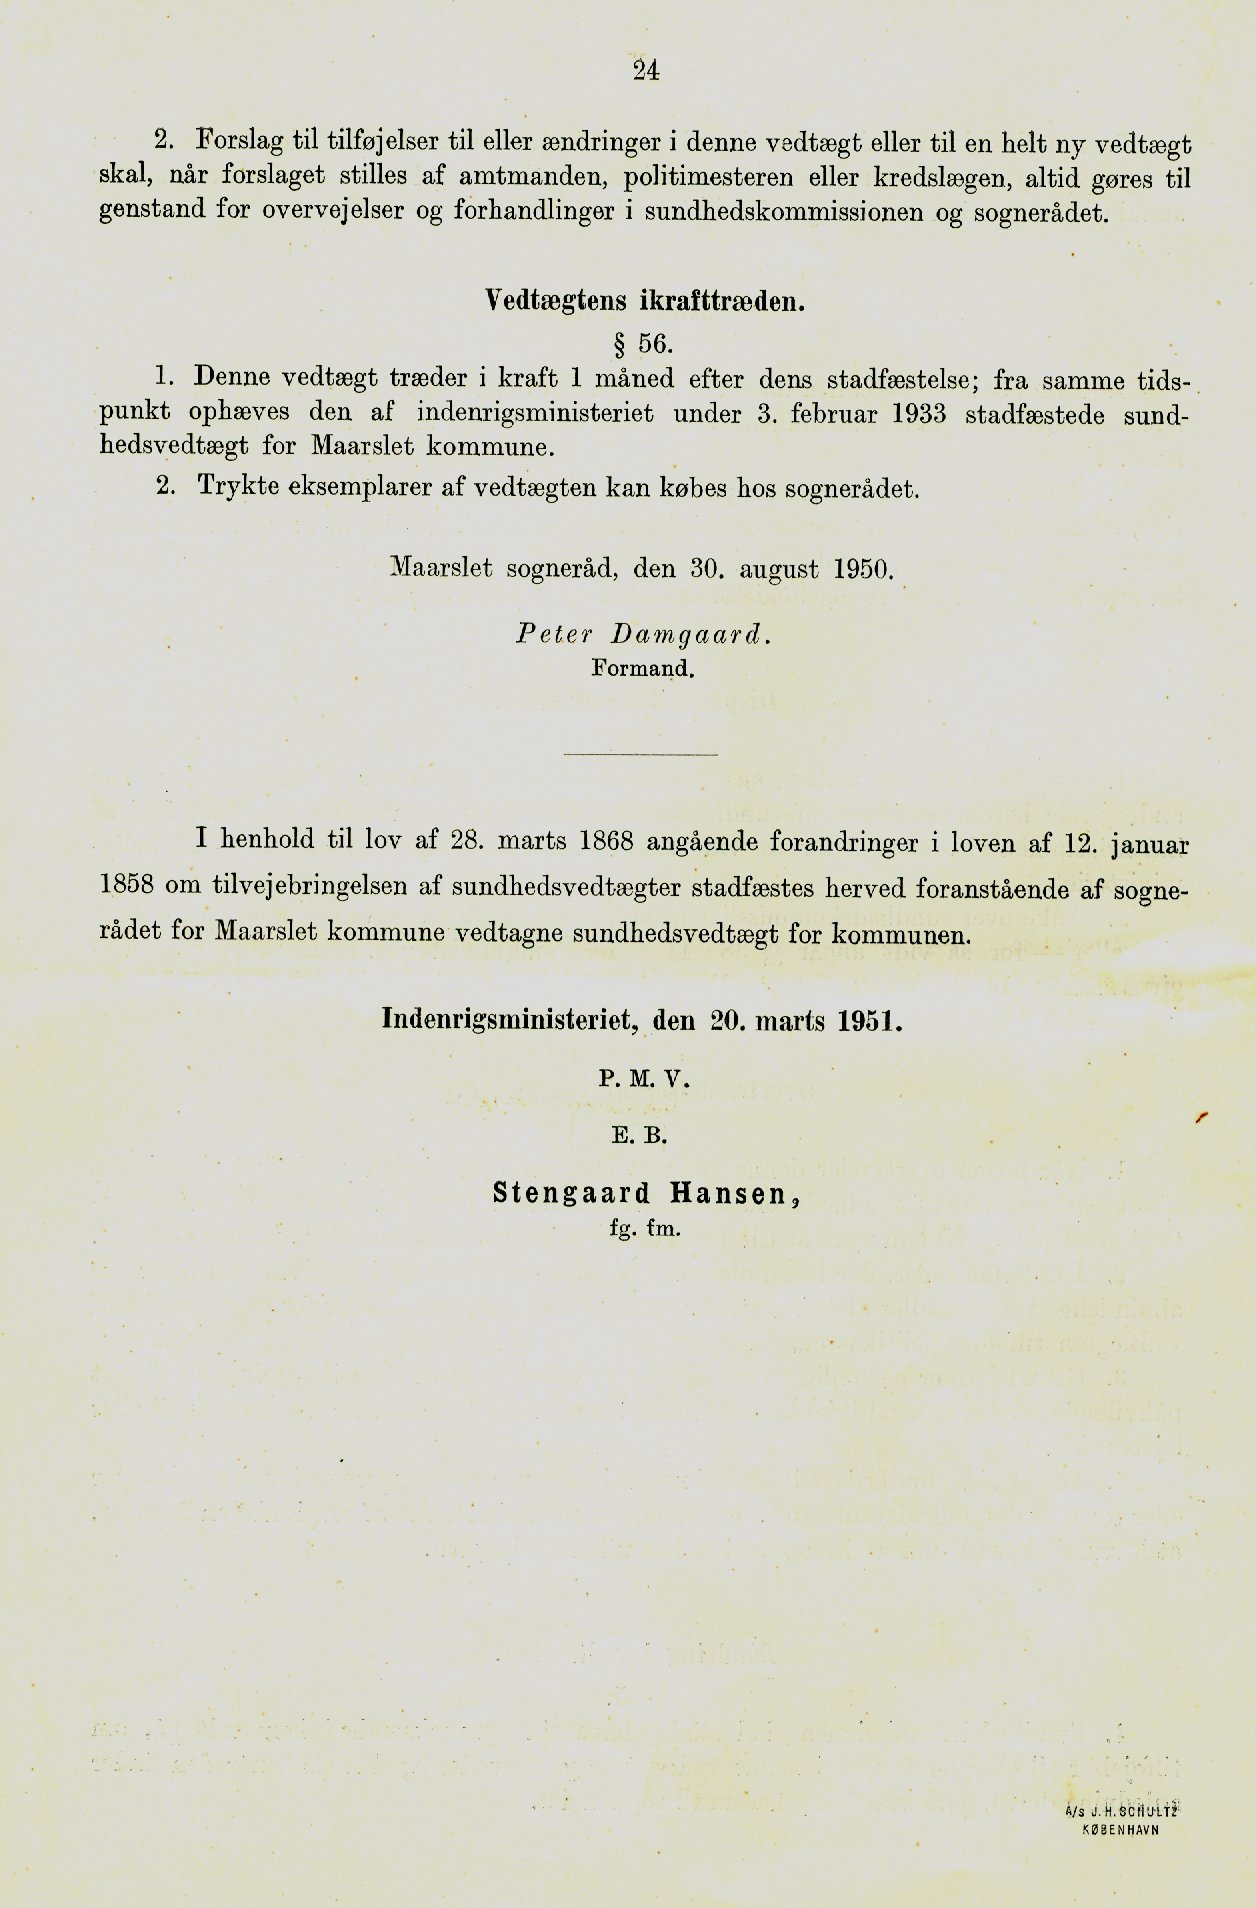 24
2. Forslag til tilføjelser til eller ændringer i denne vedtægt eller til en helt ny vedtægt
skal, når forslaget stilles af amtmanden, politimesteren eller kredslægen, altid gøres til
genstand for overvejelser og forhandlinger i sundhedskommissionen og sognerådet.
Vedtægtens ikrafttræden.
§ 56.
1. Denne vedtægt træder i kraft 1 måned efter dens stadfæstelse; fra samme tids-
punkt ophæves den af indenrigsministeriet under 3. februar 1933 stadfæstede sund-
hedsvedtægt for Maarslet kommune.
2. Trykte eksemplarer af vedtægten kan købes hos sognerådet.
Maarslet sogneråd, den 30. august 1950.
Peter Damgaard.
Formand.
I henhold til lov af 28. marts 1868 angående forandringer i loven af 12. januar
1858 om tilvejebringelsen af sundhedsvedtægter stadfæstes herved foranstående af sogne-
rådet for Maarslet kommune vedtagne sundhedsvedtægt for kommunen.
Indenrigsministeriet, den 20. marts 1951.
P. M. V.
E. B.
Stengaard Hansen,
fg. fm.
A/S J. H. SCHULTZ
KØBENHAVN